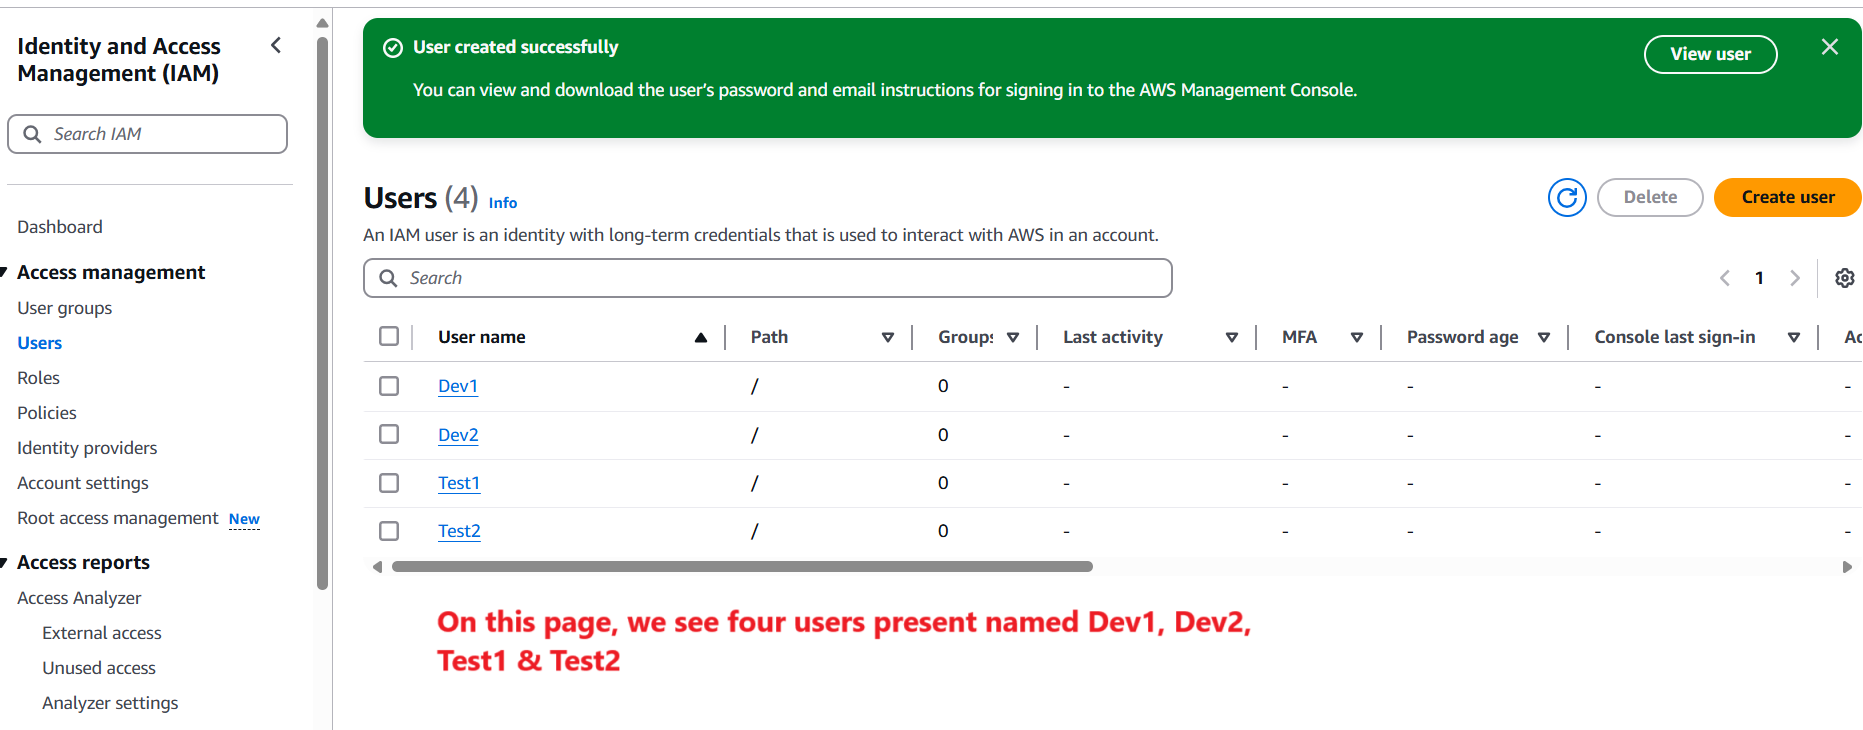 Identity and Access
Management (IAM)
Search IAM
Dashboard
Access management
User groups
Users
Roles
Policies
Identity providers
Account settings
Root access management New
Access reports
Access Analyzer
External access
Unused access
Analyzer settings
User created successfully
You can view and download the user's password and email instructions for signing in to the AWS Management Console.
View user
Users (4) Info
Delete
Create user
An IAM user is an identity with long-term credentials that is used to interact with AWS in an account.
Search
1
User name Path Groups Last activity MFA Password age Console last sign-in Ac
Dev1 / 0 - - - - -
Dev2 / 0 - - - - -
Test1 / 0 - - - - -
Test2 / 0 - - - - -
On this page, we see four users present named Dev1, Dev2,
Test1 & Test2